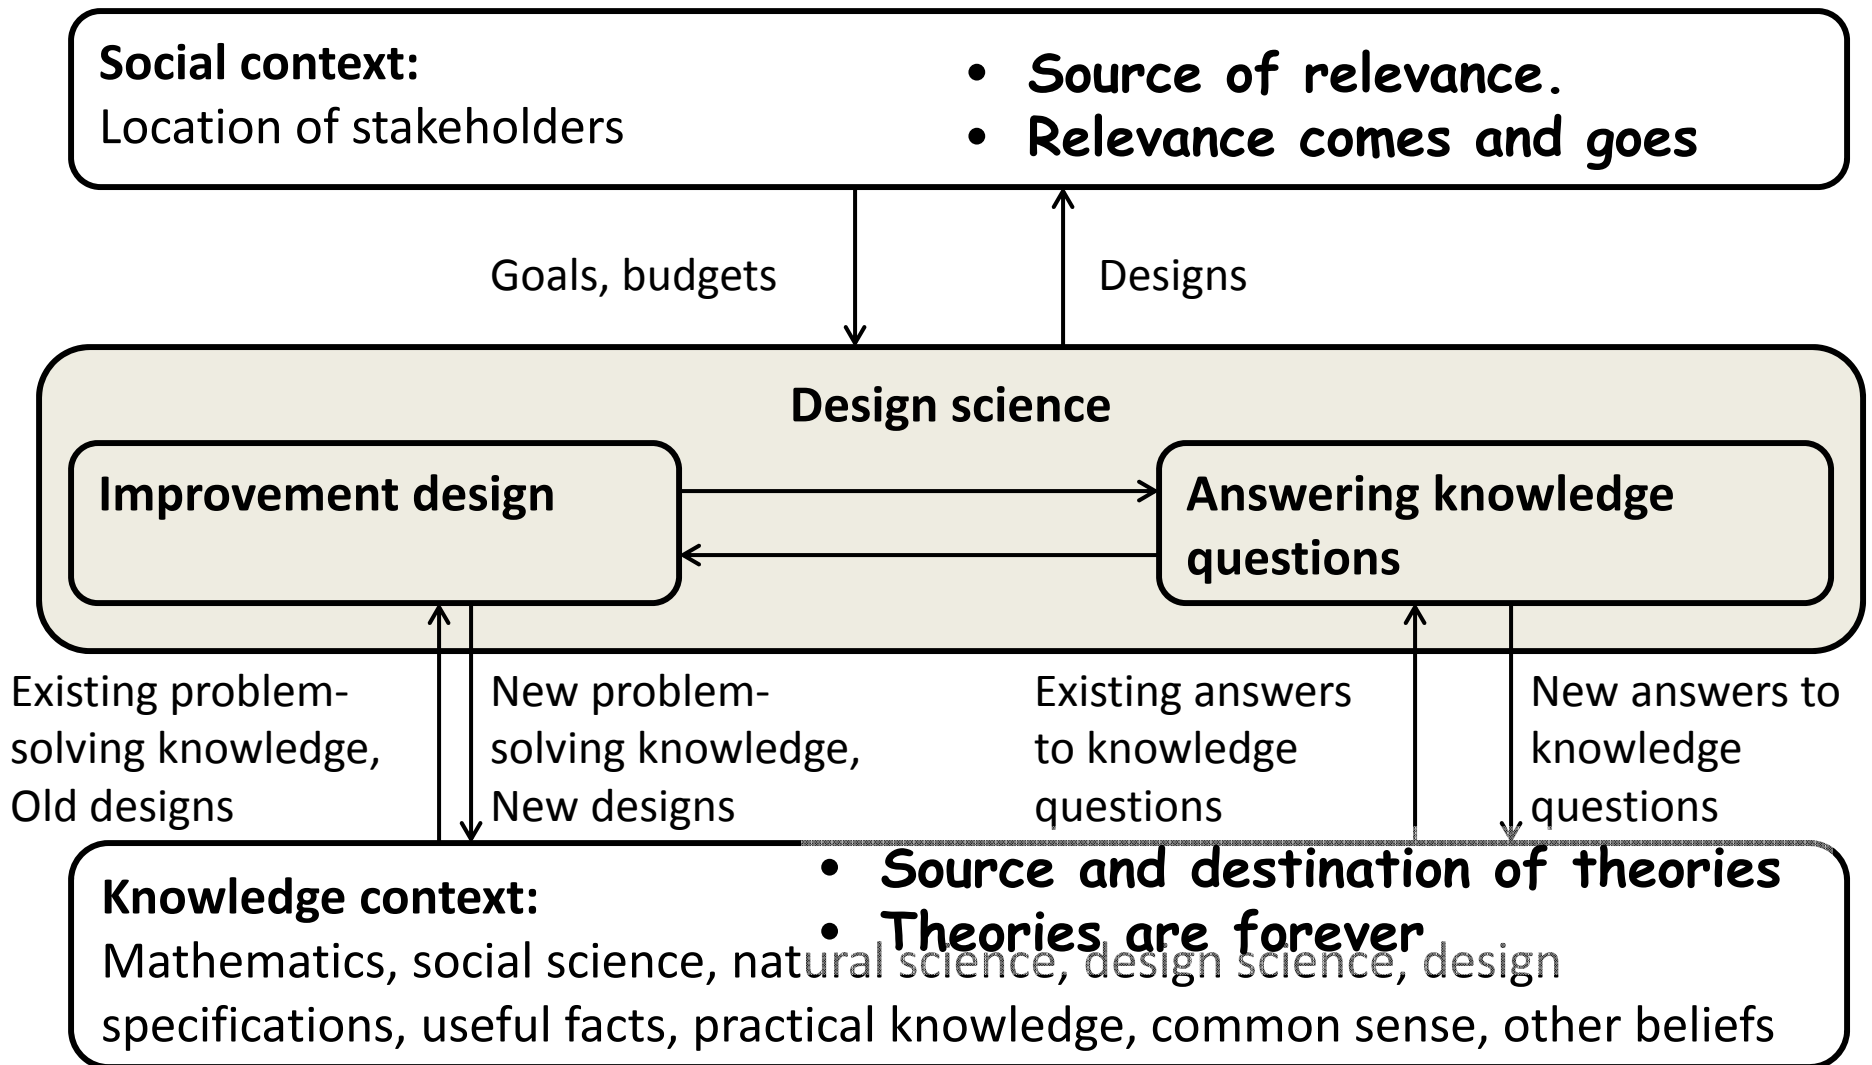 Social context:
Location of stakeholders
• Source of relevance.
• Relevance comes and goes
Goals, budgets
Designs
Design science
Improvement design
Answering knowledge
questions
Existing problem-
solving knowledge,
Old designs
New problem-
solving knowledge,
New designs
Existing answers
to knowledge
questions
New answers to
knowledge
questions
• Source and destination of theories
• Theories are forever
Knowledge context:
Mathematics, social science, natural science, design science, design
specifications, useful facts, practical knowledge, common sense, other beliefs